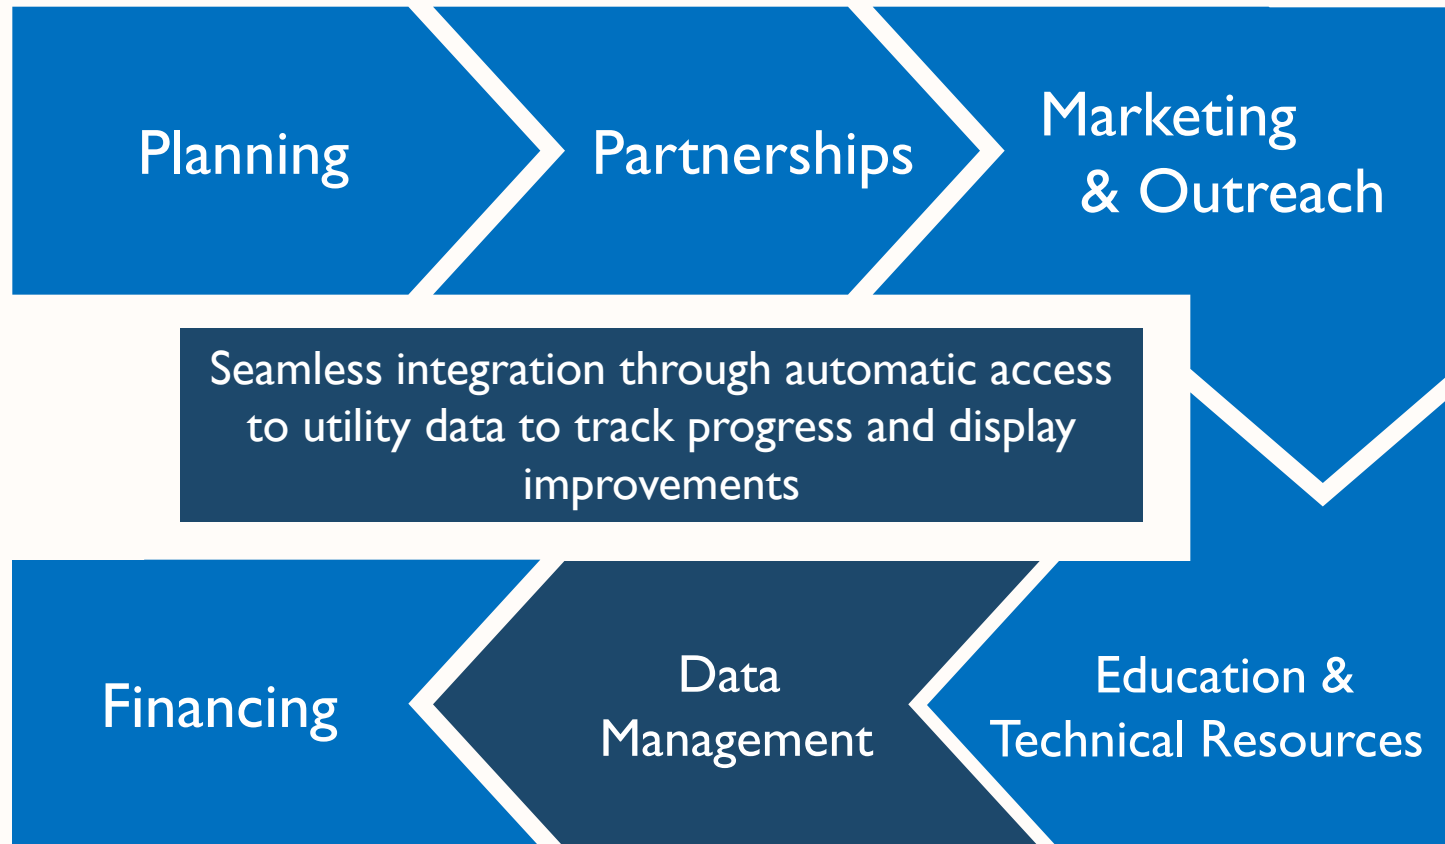 Planning
Partnerships
Marketing
& Outreach
Seamless integration through automatic access
to utility data to track progress and display
improvements
Financing
Data
Management
Education &
Technical Resources